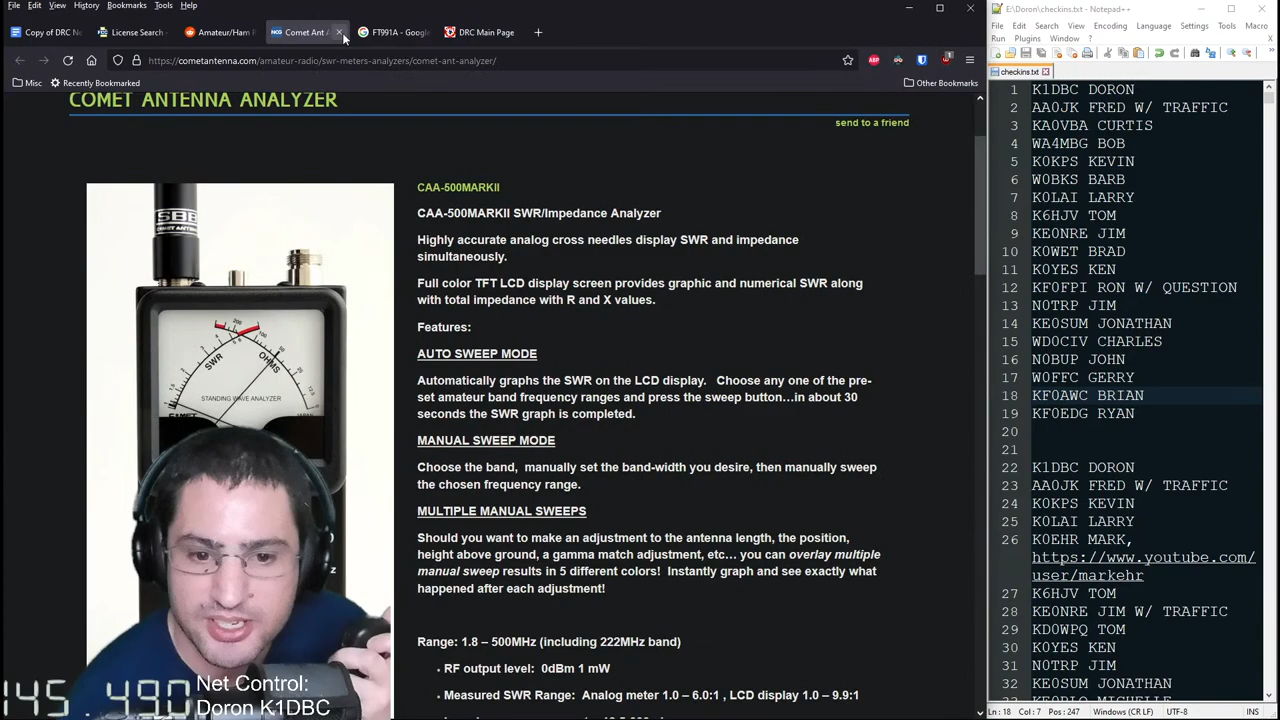 File Edit View History Bookmarks Tools Help
Copy of DRC N
License Search -
Amateur/Ham R
Comet Ant A
FT991A - Googl
DRC Main Page
Misc Recently Bookmarked
Other Bookmarks
COMET ANTENNA ANALYZER
send to a friend
CAA-500MARKII
CAA-500MARKII SWR/Impedance Analyzer
Highly accurate analog cross needles display SWR and impedance
simultaneously.
Full color TFT LCD display screen provides graphic and numerical SWR along
with total impedance with R and X values.
Features:
AUTO SWEEP MODE
Automatically graphs the SWR on the LCD display. Choose any one of the pre-
set amateur band frequency ranges and press the sweep button…in about 30
seconds the SWR graph is completed.
MANUAL SWEEP MODE
Choose the band, manually set the band-width you desire, then manually sweep
the chosen frequency range.
MULTIPLE MANUAL SWEEPS
Should you want to make an adjustment to the antenna length, the position,
height above ground, a gamma match adjustment, etc… you can overlay multiple
manual sweep results in 5 different colors! Instantly graph and see exactly what
happened after each adjustment!
Range: 1.8 – 500MHz (including 222MHz band)
• RF output level: 0dBm 1 mW
• Measured SWR Range: Analog meter 1.0 – 6.0:1 , LCD display 1.0 – 9.9:1
SWR
OHMS
STANDING WAVE ANALYZER
COMET
JAPAN
145.490
Net Control:
Doron K1DBC
E:\Doron\checkins.txt - Notepad++
File Edit Search View Encoding Language Settings Tools Macro
Run Plugins Window ?
checkins.txt
1 K1DBC DORON
2 AA0JK FRED W/ TRAFFIC
3 KA0VBA CURTIS
4 WA4MBG BOB
5 K0KPS KEVIN
6 W0BKS BARB
7 K0LAI LARRY
8 K6HJV TOM
9 KE0NRE JIM
10 K0WET BRAD
11 K0YES KEN
12 KF0FPI RON W/ QUESTION
13 N0TRP JIM
14 KE0SUM JONATHAN
15 WD0CIV CHARLES
16 N0BUP JOHN
17 W0FFC GERRY
18 KF0AWC BRIAN
19 KF0EDG RYAN
20
21
22 K1DBC DORON
23 AA0JK FRED W/ TRAFFIC
24 K0KPS KEVIN
25 K0LAI LARRY
26 K0EHR MARK,
https://www.youtube.com/
user/markehr
27 K6HJV TOM
28 KE0NRE JIM W/ TRAFFIC
29 KD0WPQ TOM
30 K0YES KEN
31 N0TRP JIM
32 KE0SUM JONATHAN
Ln : 18 Col : 7 Pos : 247 Windows (CR LF) UTF-8 INS